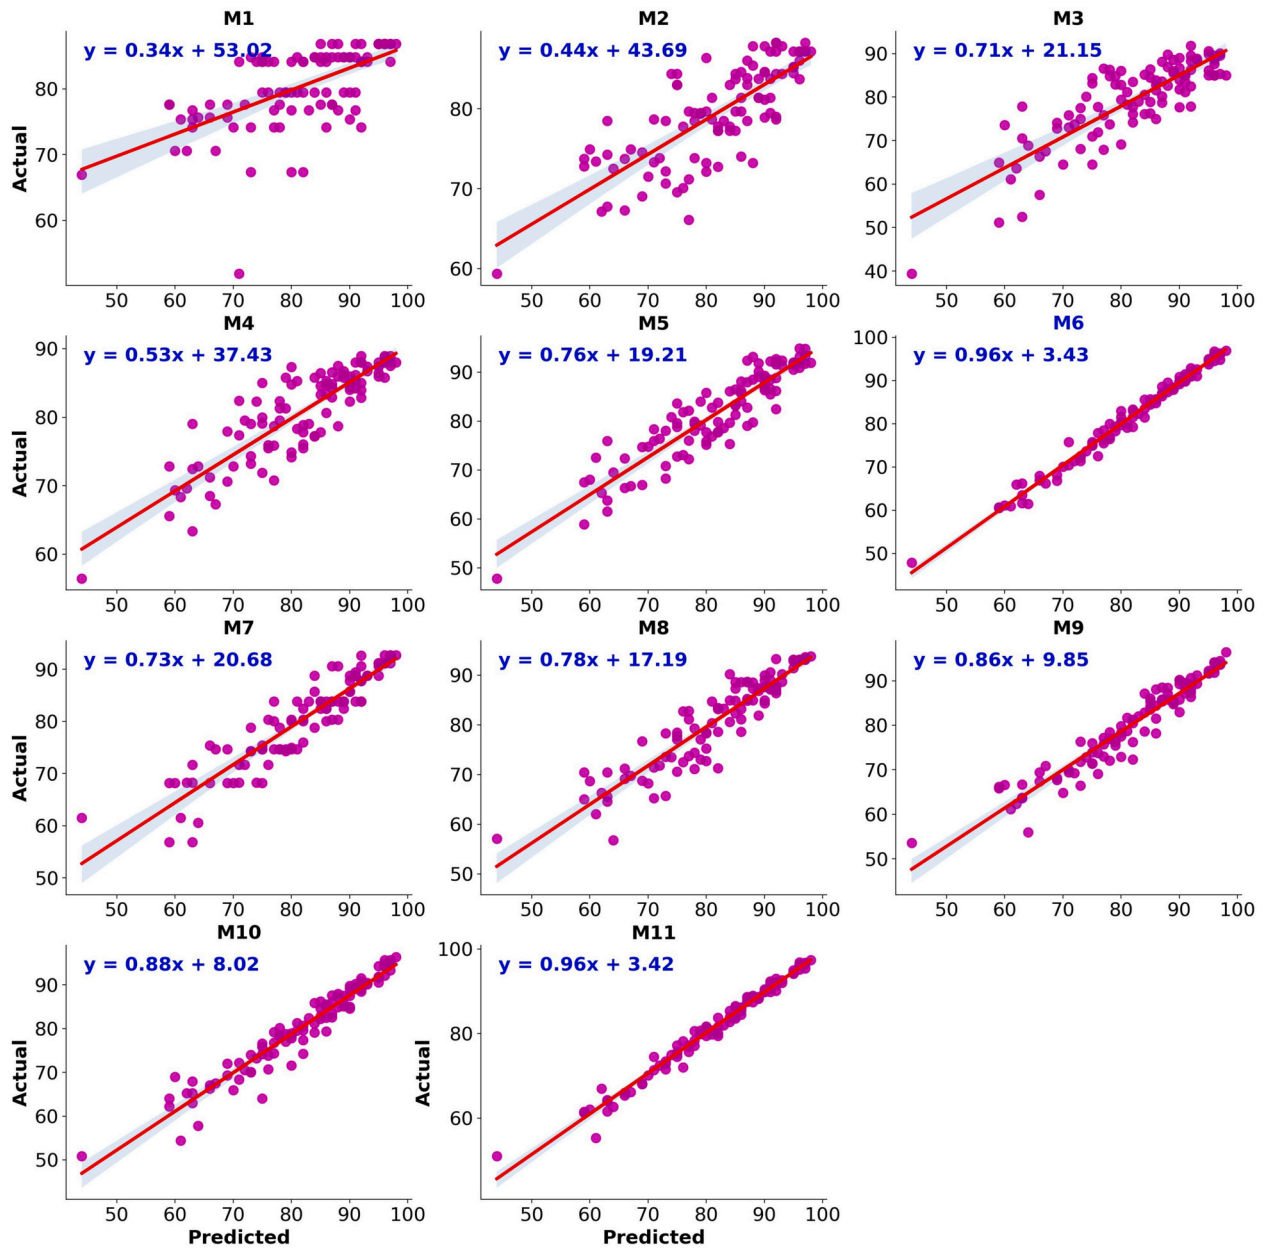 M1
M2
M3
y = 0.34x + 53.02
y = 0.44x + 43.69
y = 0.71x + 21.15
Actual
80
70
60
80
70
60
90
80
70
60
50
40
50 60 70 80 90 100
50 60 70 80 90 100
50 60 70 80 90 100
M4
M5
M6
y = 0.53x + 37.43
y = 0.76x + 19.21
y = 0.96x + 3.43
Actual
90
80
70
60
90
80
70
60
50
100
90
80
70
60
50
50 60 70 80 90 100
50 60 70 80 90 100
50 60 70 80 90 100
M7
M8
M9
y = 0.73x + 20.68
y = 0.78x + 17.19
y = 0.86x + 9.85
Actual
90
80
70
60
50
90
80
70
60
50
90
80
70
60
50
50 60 70 80 90 100
50 60 70 80 90 100
50 60 70 80 90 100
M10
M11
y = 0.88x + 8.02
y = 0.96x + 3.42
Actual
90
80
70
60
50
Actual
100
80
60
50 60 70 80 90 100
50 60 70 80 90 100
Predicted
Predicted